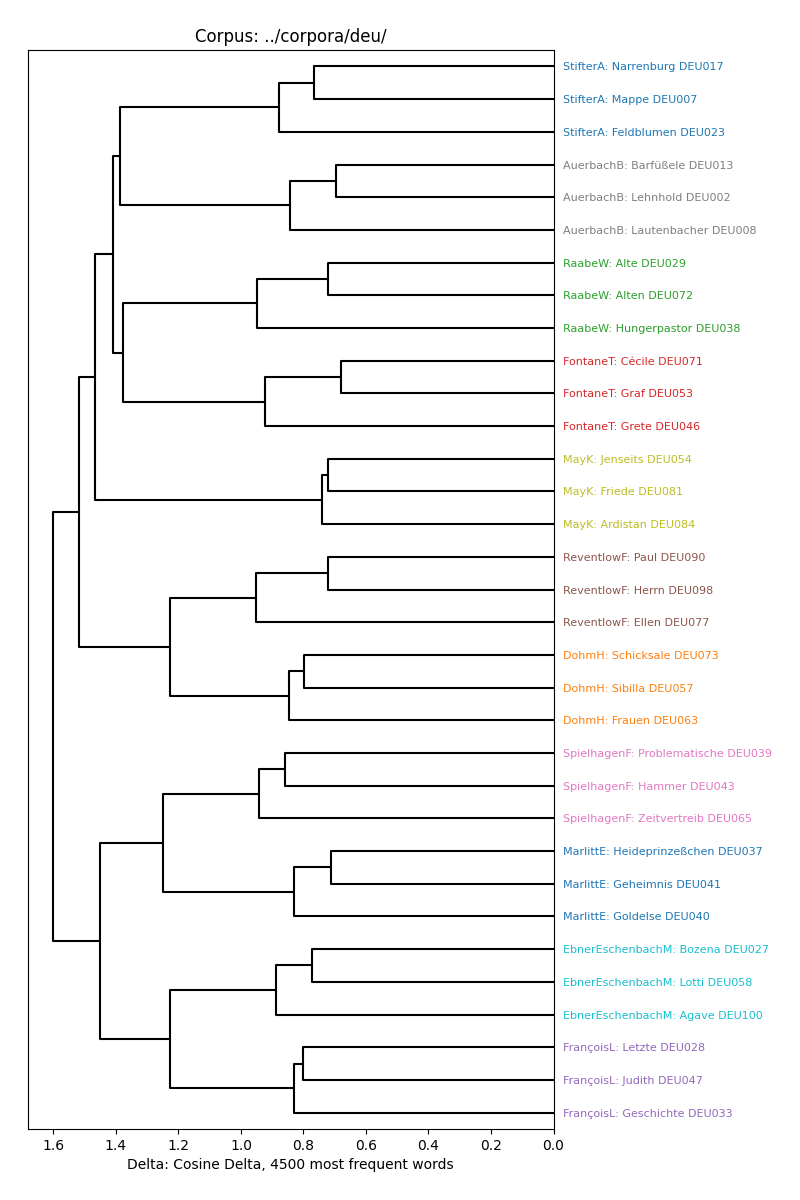 Corpus: ../corpora/deu/
StifterA: Narrenburg DEU017
StifterA: Mappe DEU007
StifterA: Feldblumen DEU023
AuerbachB: Barfüßele DEU013
AuerbachB: Lehnhold DEU002
AuerbachB: Lautenbacher DEU008
RaabeW: Alte DEU029
RaabeW: Alten DEU072
RaabeW: Hungerpastor DEU038
FontaneT: Cécile DEU071
FontaneT: Graf DEU053
FontaneT: Grete DEU046
MayK: Jenseits DEU054
MayK: Friede DEU081
MayK: Ardistan DEU084
ReventlowF: Paul DEU090
ReventlowF: Herrn DEU098
ReventlowF: Ellen DEU077
DohmH: Schicksale DEU073
DohmH: Sibilla DEU057
DohmH: Frauen DEU063
SpielhagenF: Problematische DEU039
SpielhagenF: Hammer DEU043
SpielhagenF: Zeitvertreib DEU065
MarlittE: Heideprinzeßchen DEU037
MarlittE: Geheimnis DEU041
MarlittE: Goldelse DEU040
EbnerEschenbachM: Bozena DEU027
EbnerEschenbachM: Lotti DEU058
EbnerEschenbachM: Agave DEU100
FrançoisL: Letzte DEU028
FrançoisL: Judith DEU047
FrançoisL: Geschichte DEU033
1.6 1.4 1.2 1.0 0.8 0.6 0.4 0.2 0.0
Delta: Cosine Delta, 4500 most frequent words